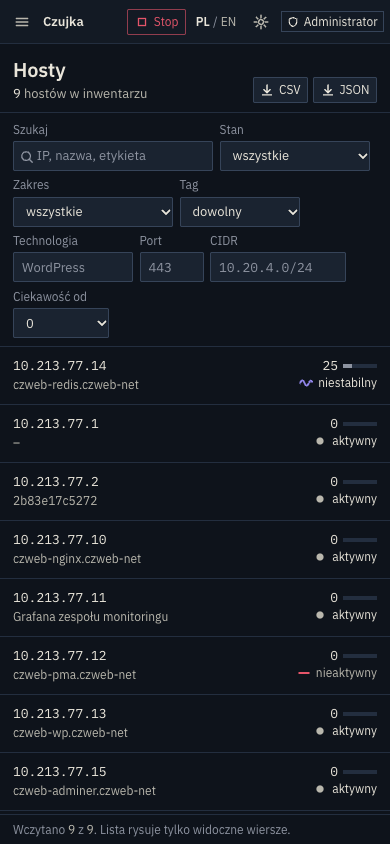 Czujka Stop PL / EN Administrator
Hosty
9 hostów w inwentarzu CSV JSON
Szukaj Stan
IP, nazwa, etykieta wszystkie
Zakres Tag
wszystkie dowolny
Technologia Port CIDR
WordPress 443 10.20.4.0/24
Ciekawość od
0
10.213.77.14 25
czweb-redis.czweb-net niestabilny
10.213.77.1 0
— aktywny
10.213.77.2 0
2b83e17c5272 aktywny
10.213.77.10 0
czweb-nginx.czweb-net aktywny
10.213.77.11 0
Grafana zespołu monitoringu aktywny
10.213.77.12 0
czweb-pma.czweb-net nieaktywny
10.213.77.13 0
czweb-wp.czweb-net aktywny
10.213.77.15 0
czweb-adminer.czweb-net aktywny
Wczytano 9 z 9. Lista rysuje tylko widoczne wiersze.